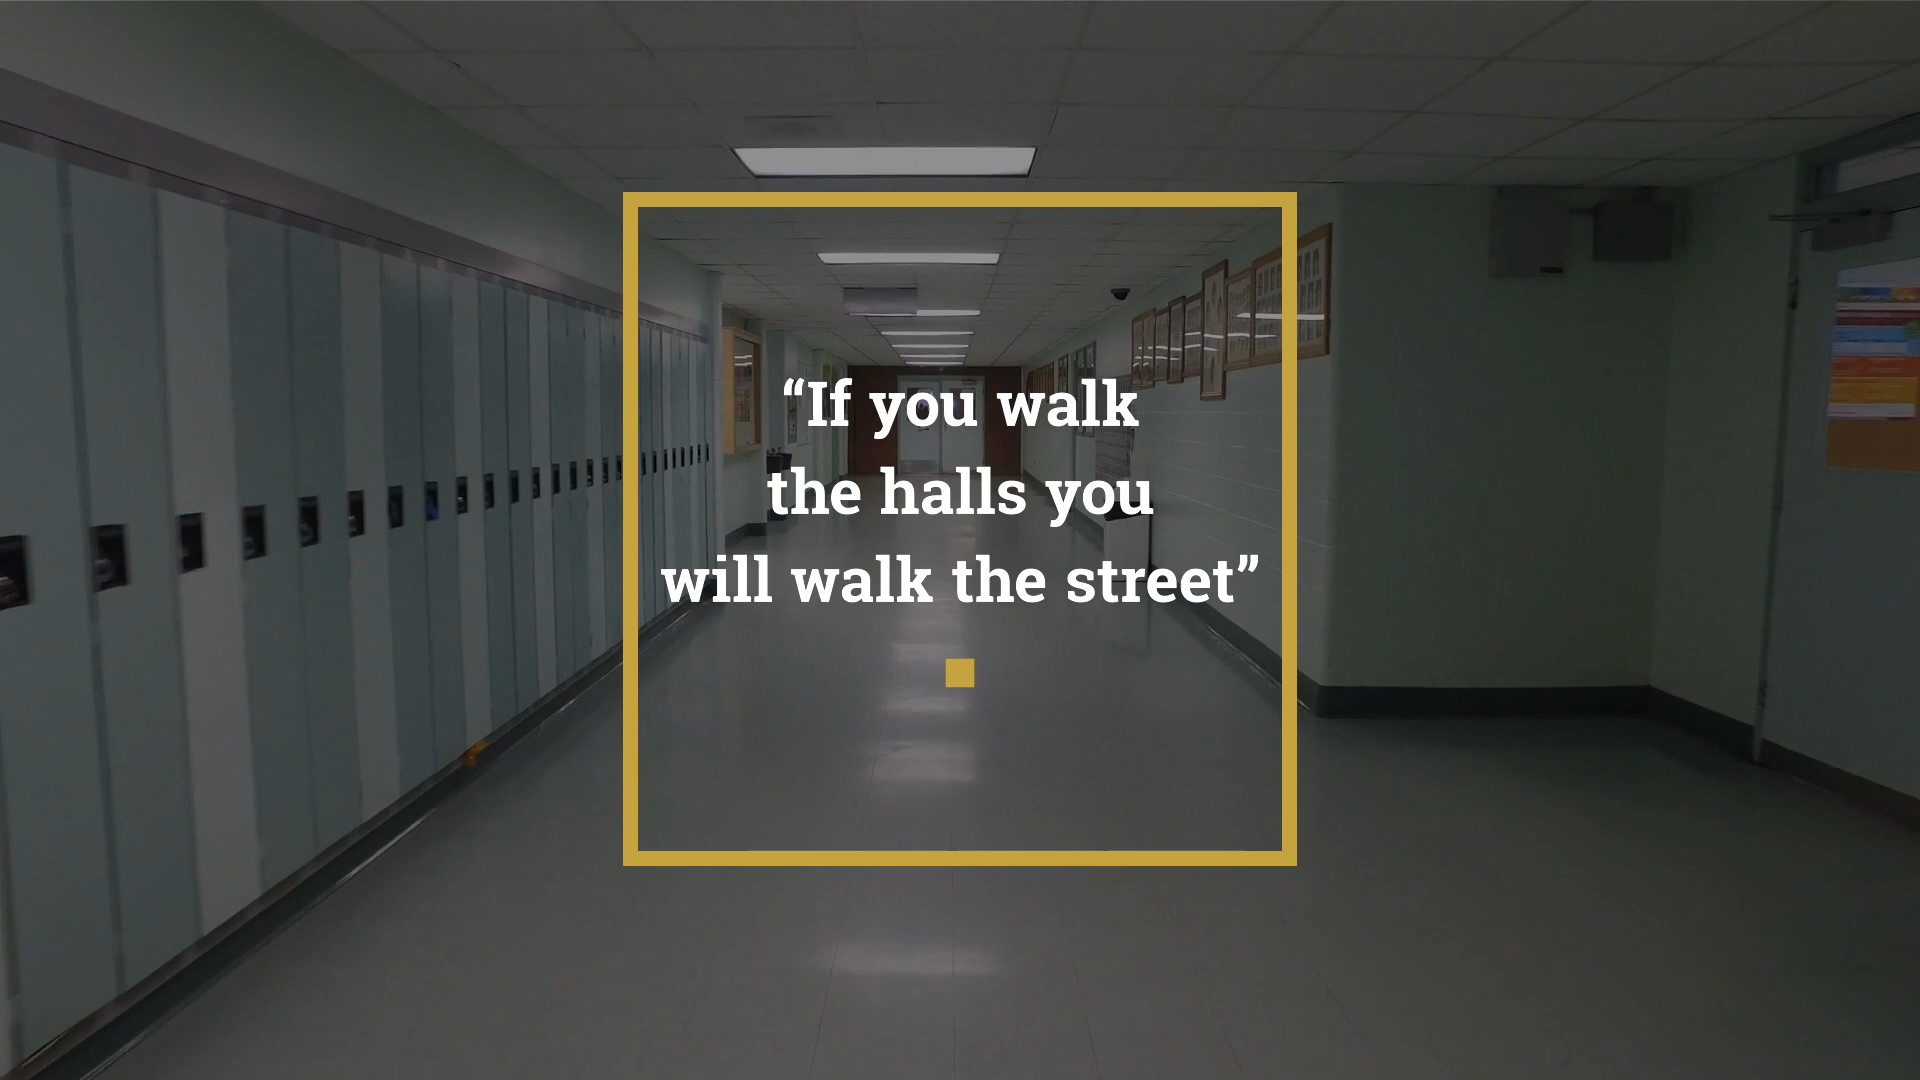 “If you walk
the halls you
will walk the street”